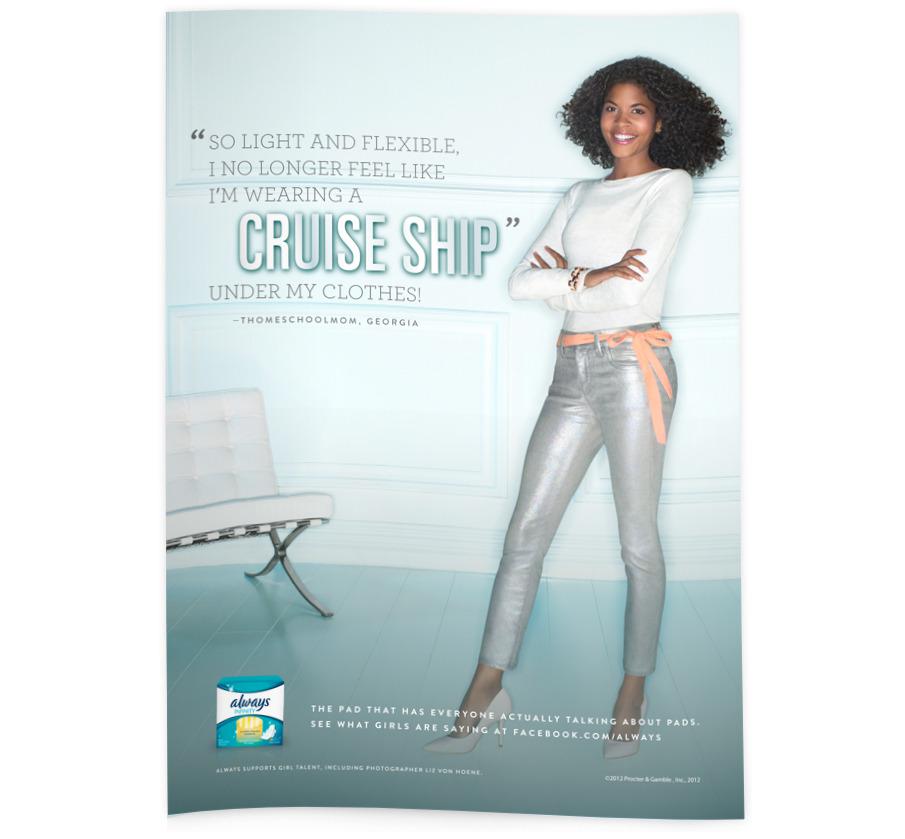 “SO LIGHT AND FLEXIBLE,
I NO LONGER FEEL LIKE
I'M WEARING A
CRUISE SHIP”
UNDER MY CLOTHES!
–THOMESCHOOLMOM, GEORGIA
always
INFINITY
THE PAD THAT HAS EVERYONE ACTUALLY TALKING ABOUT PADS.
SEE WHAT GIRLS ARE SAYING AT FACEBOOK.COM/ALWAYS
ALWAYS SUPPORTS GIRL TALENT, INCLUDING PHOTOGRAPHER LIZ VON HOENE.
©2012 Procter & Gamble, Inc., 2012